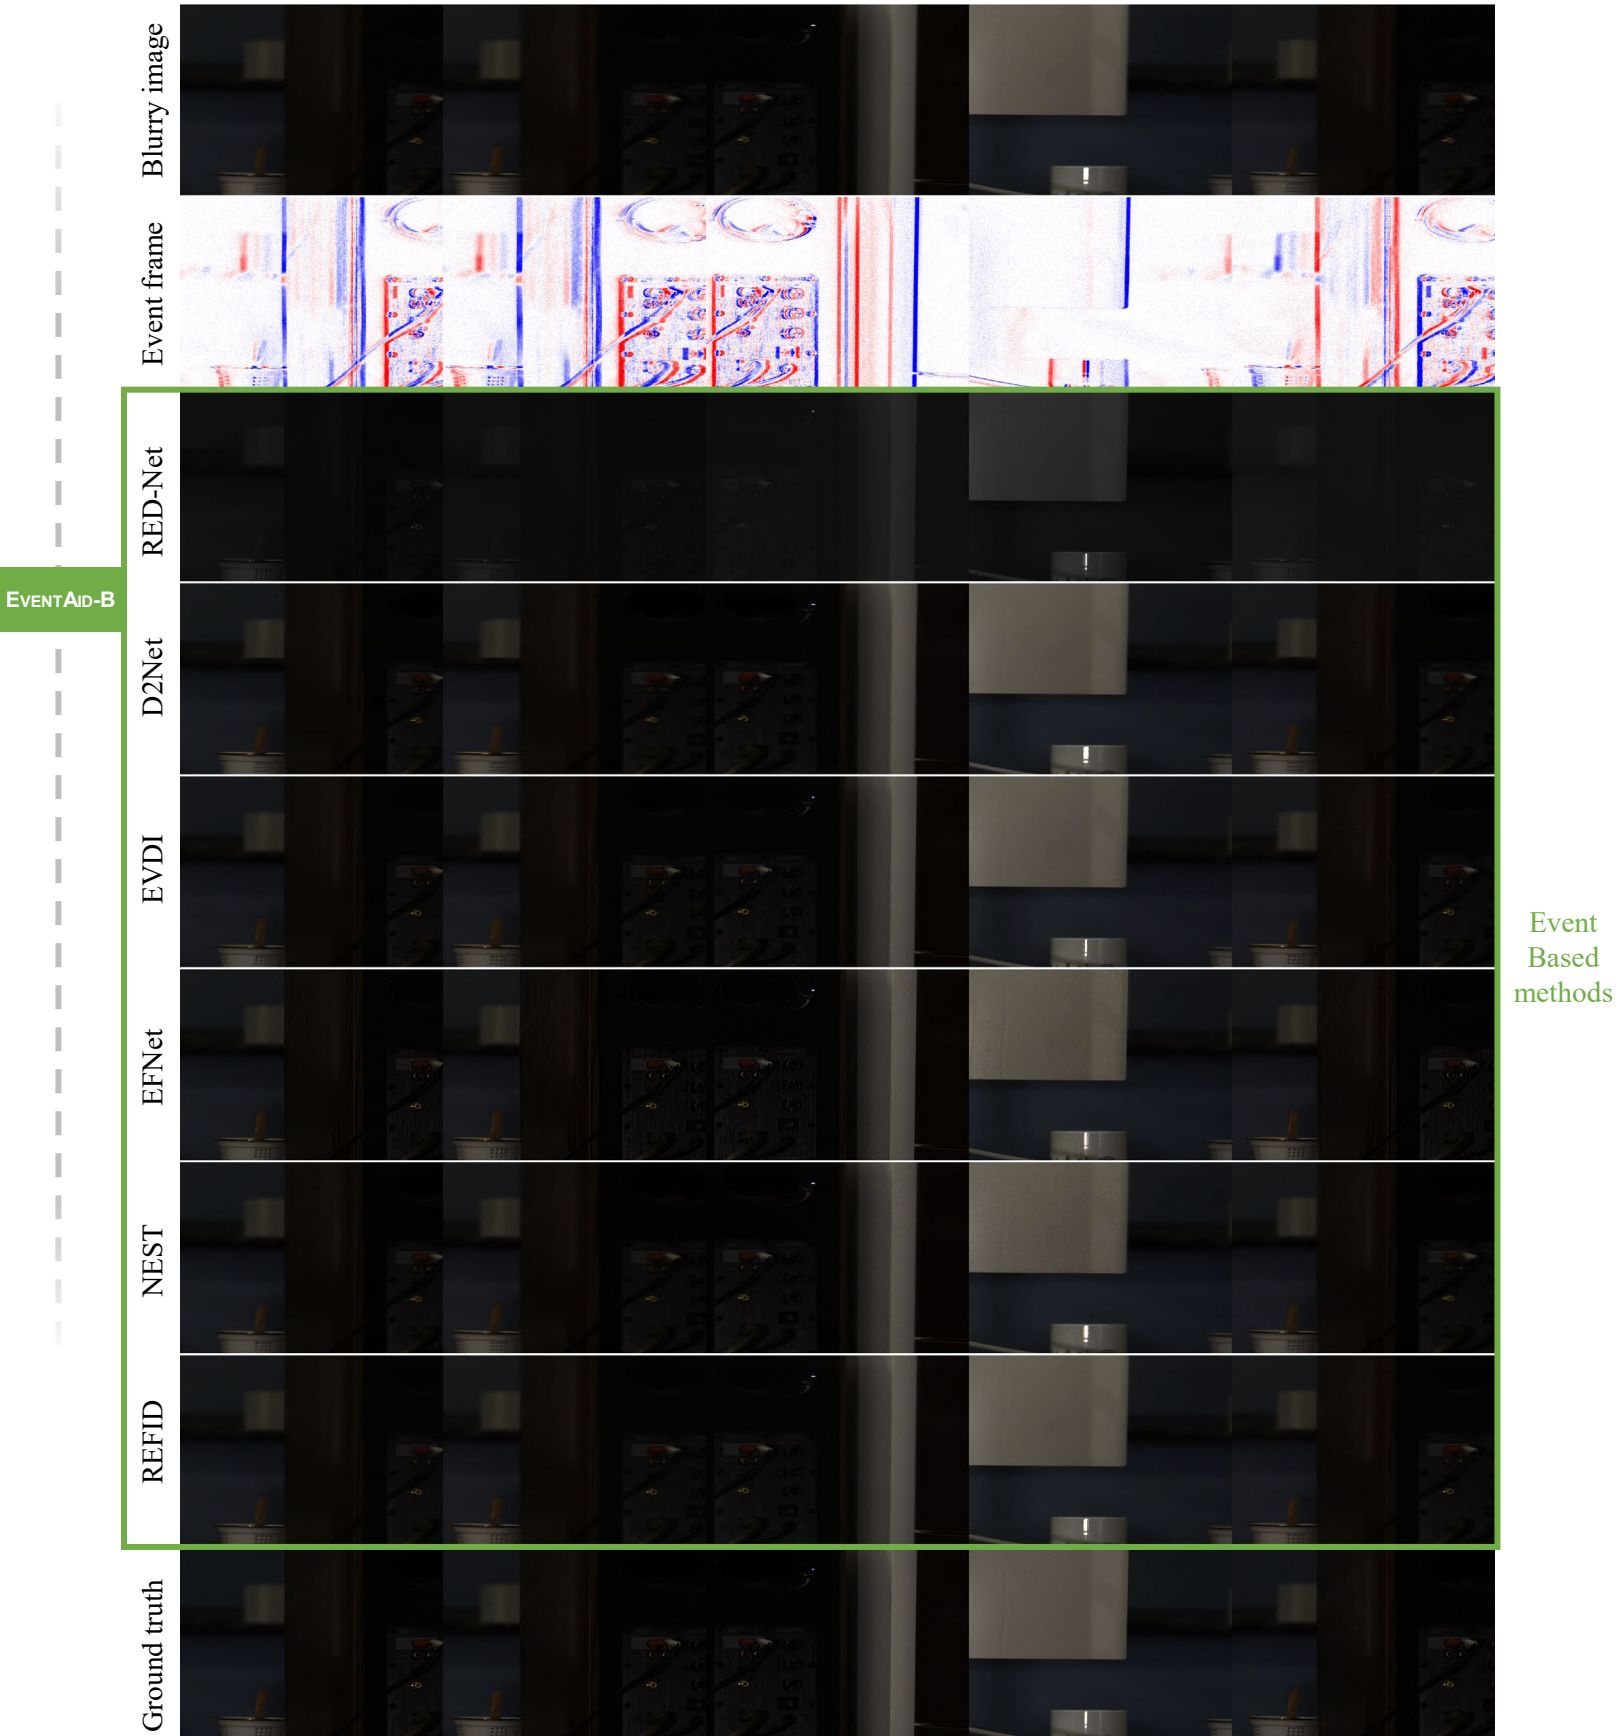 Blurry image
Event frame
RED-Net
EVENTAID-B
D2Net
EVDI
Event
Based
methods
EFNet
NEST
REFID
Ground truth